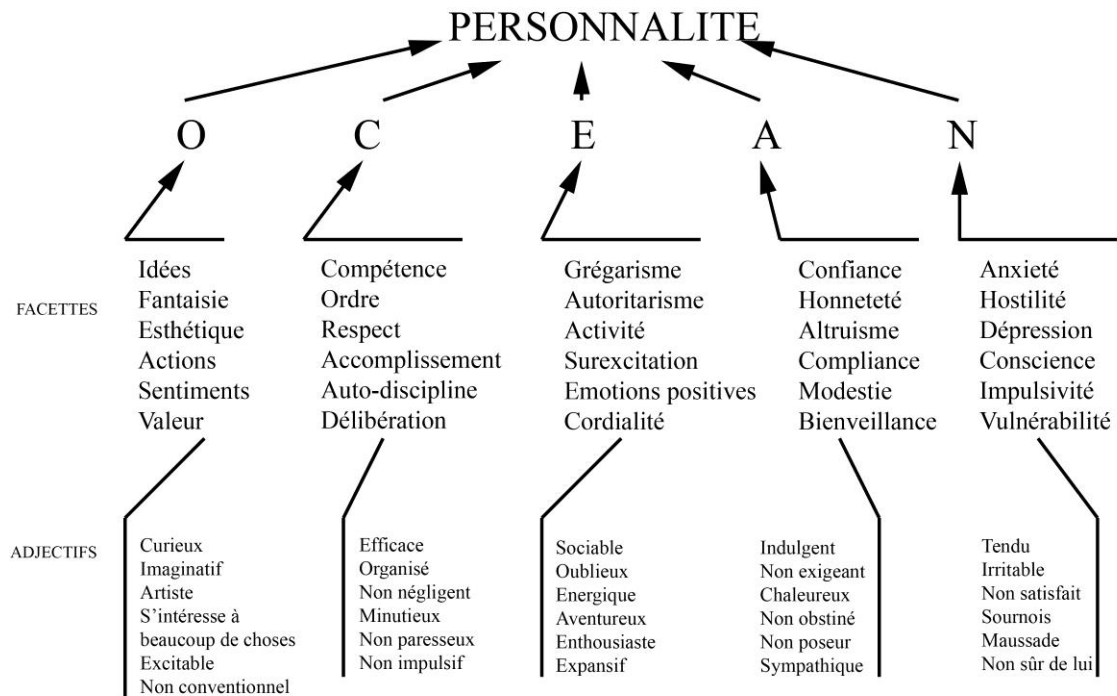 PERSONNALITE
O
C
E
A
N
FACETTES
Idées
Fantaisie
Esthétique
Actions
Sentiments
Valeur
Compétence
Ordre
Respect
Accomplissement
Auto-discipline
Délibération
Grégarisme
Autoritarisme
Activité
Surexcitation
Emotions positives
Cordialité
Confiance
Honneteté
Altruisme
Compliance
Modestie
Bienveillance
Anxieté
Hostilité
Dépression
Conscience
Impulsivité
Vulnérabilité
ADJECTIFS
Curieux
Imaginatif
Artiste
S'intéresse à
beaucoup de choses
Excitable
Non conventionnel
Efficace
Organisé
Non négligent
Minutieux
Non paresseux
Non impulsif
Sociable
Oublieux
Energique
Aventureux
Enthousiaste
Expansif
Indulgent
Non exigeant
Chaleureux
Non obstiné
Non poseur
Sympathique
Tendu
Irritable
Non satisfait
Sournois
Maussade
Non sûr de lui